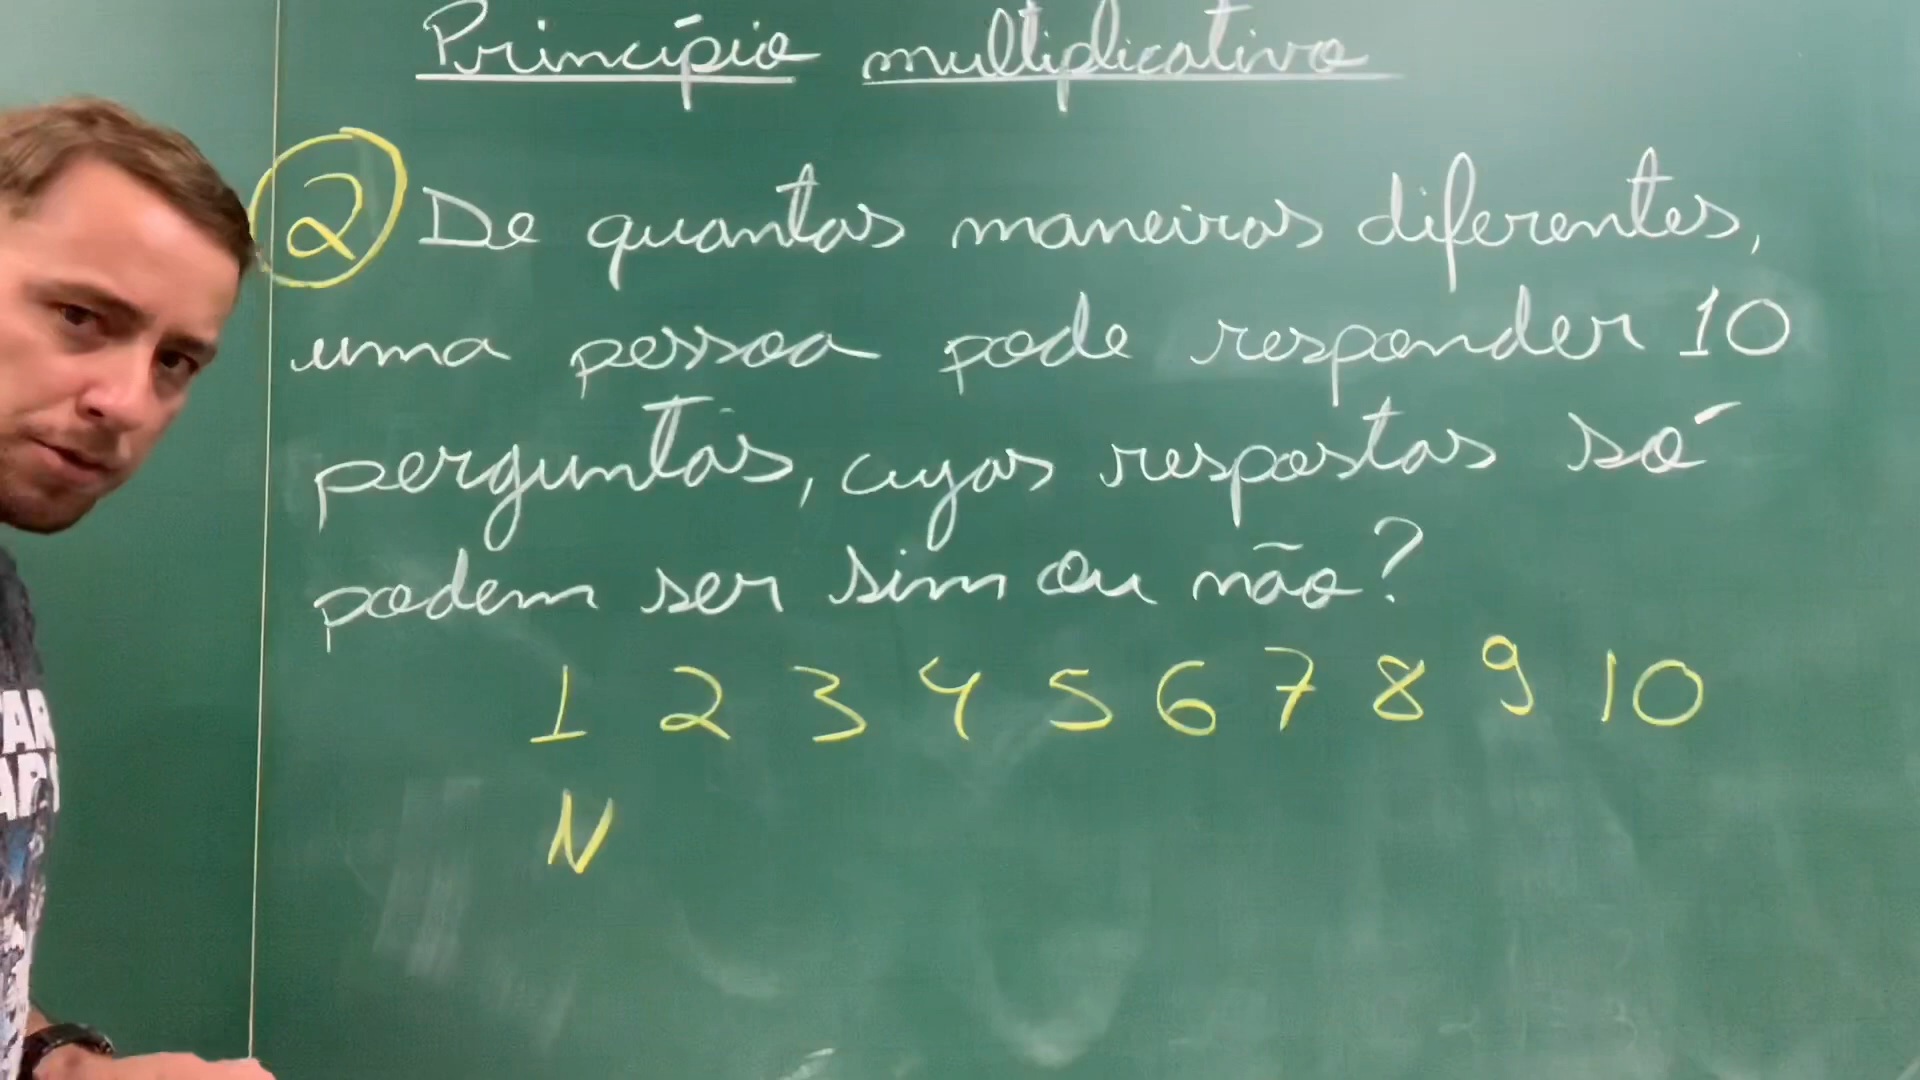 Princípio multiplicativo
2 De quantas maneiras diferentes,
uma pessoa pode responder 10
perguntas, cujas respostas só
podem ser sim ou não?
1 2 3 4 5 6 7 8 9 10
N